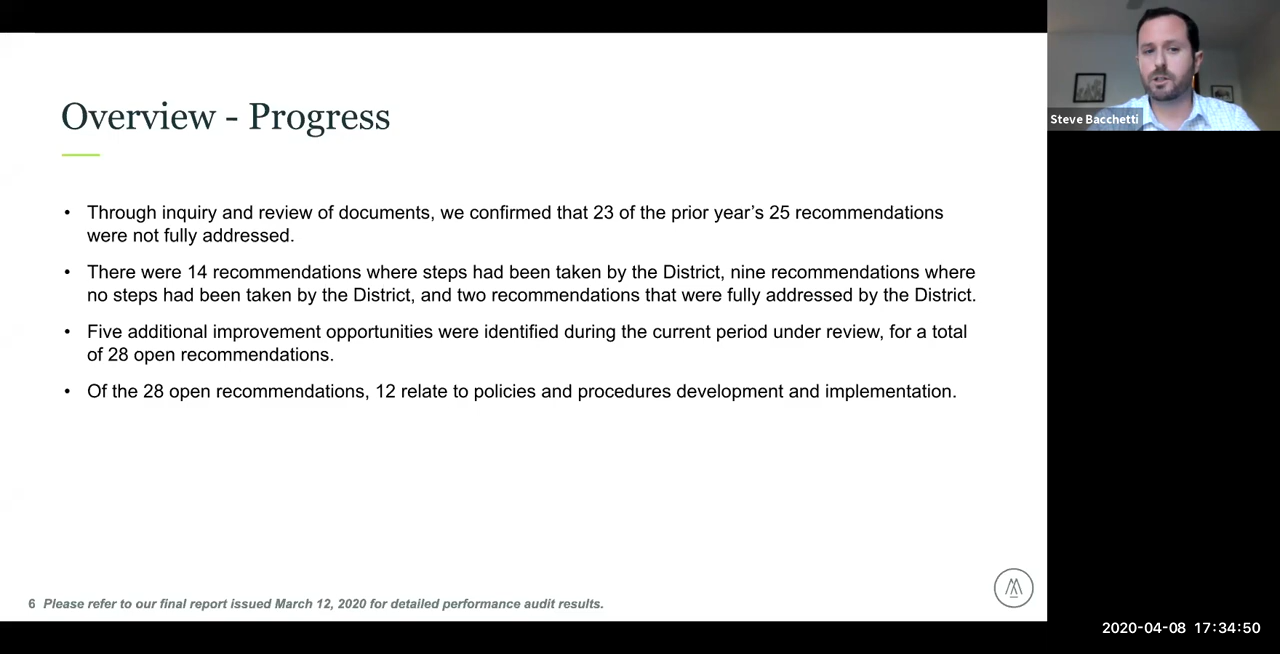 Overview - Progress
• Through inquiry and review of documents, we confirmed that 23 of the prior year’s 25 recommendations
were not fully addressed.
• There were 14 recommendations where steps had been taken by the District, nine recommendations where
no steps had been taken by the District, and two recommendations that were fully addressed by the District.
• Five additional improvement opportunities were identified during the current period under review, for a total
of 28 open recommendations.
• Of the 28 open recommendations, 12 relate to policies and procedures development and implementation.
6 Please refer to our final report issued March 12, 2020 for detailed performance audit results.
Steve Bacchetti
2020-04-08 17:34:50